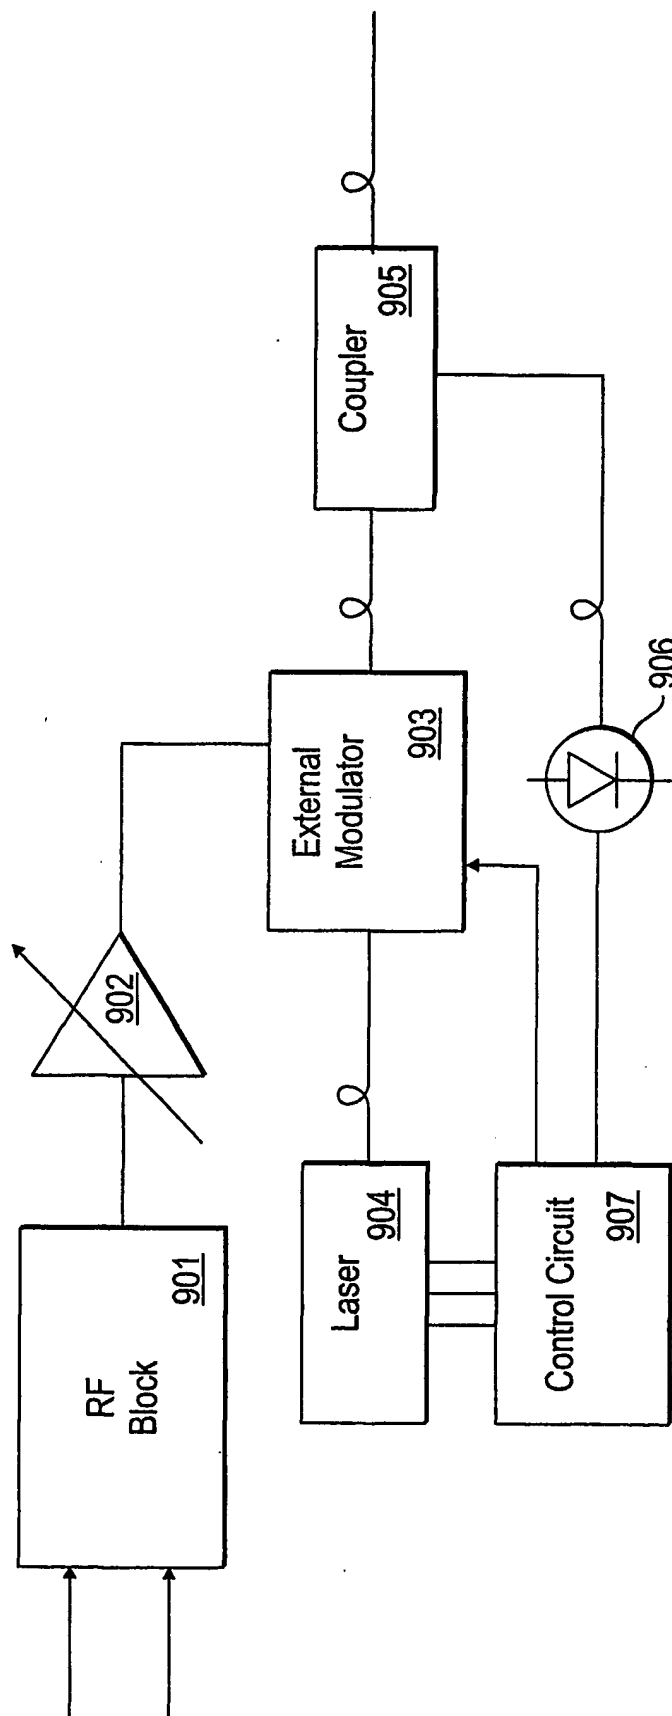 RF
Block
901
902
External
Modulator
903
Laser
904
Coupler
905
906
Control Circuit
907